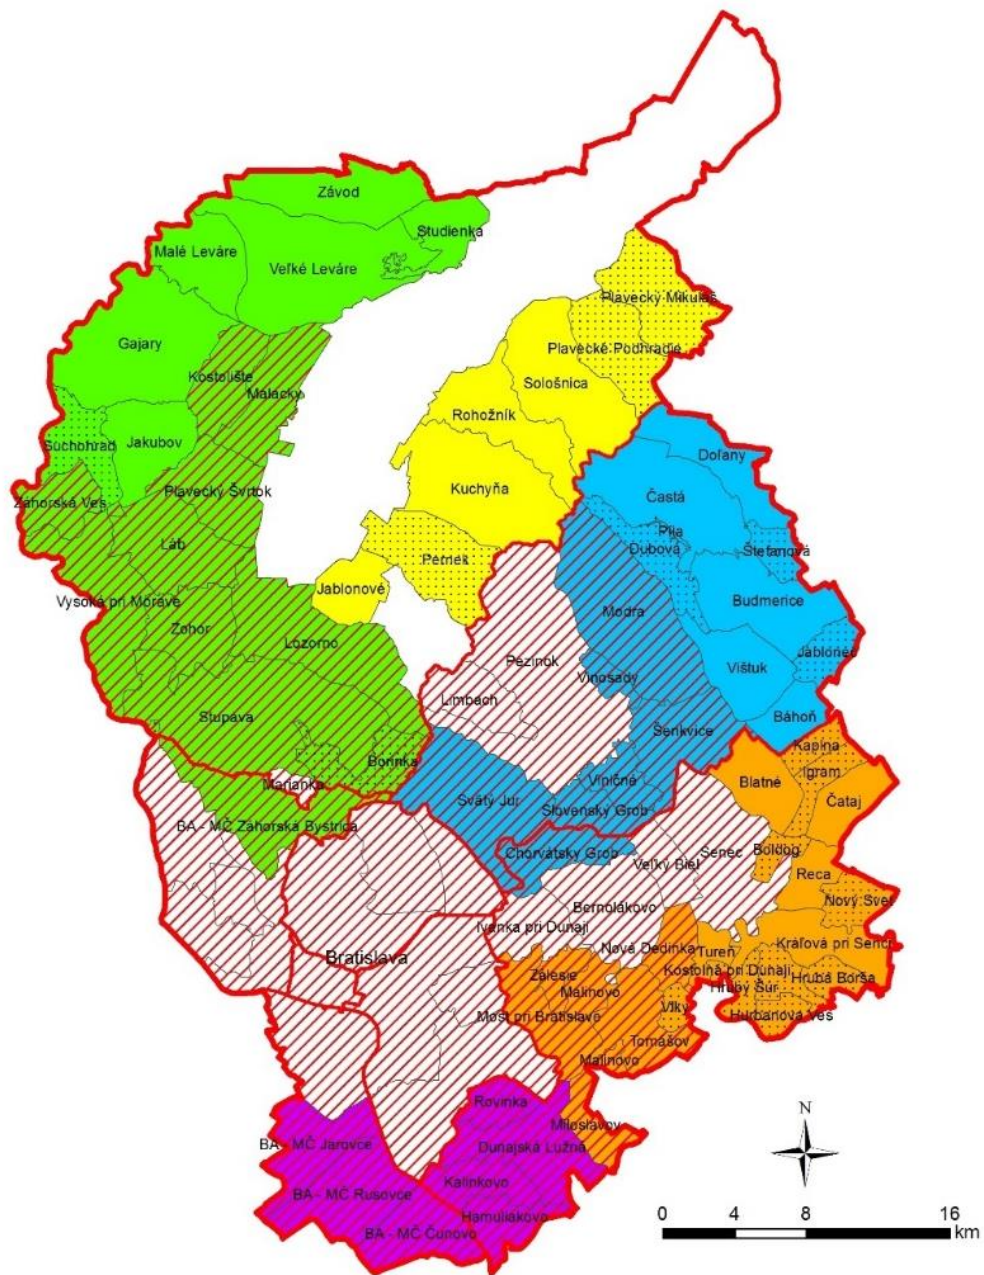 Závod
Studienka
Malé Leváre
Veľké Leváre
Plavecký Mikuláš
Gajary
Plavecké Podhradie
Kostolište
Malacky
Sološnica
Rohožník
Suchohrad
Jakubov
Doľany
Záhorská Ves
Plavecký Švrtok
Kuchyňa
Častá
Píla
Láb
Dubová
Štefanová
Pernek
Jablonové
Budmerice
Vysoká pri Morave
Modra
Zohor
Lozorno
Jablonec
Pezinok
Vinosady
Vištuk
Limbach
Stupava
Báhoň
Šenkvice
Kaplna
Borinka
Igram
Blatné
Marianka
Viničné
Čataj
Svätý Jur
Slovenský Grob
BA - MČ Záhorská Bystrica
Chorvátsky Grob
Veľký Biel
Senec
Boldog
Reca
Bernolákovo
Nový Svet
Ivanka pri Dunaji
Nová Dedinka
Tureň
Kráľová pri Senci
Bratislava
Zálesie
Kostolná pri Dunaji
Hrubá Borša
Malinovo
Hrubý Šúr
Most pri Bratislave
Vlky
Hurbanova Ves
Tomášov
Malinovo
Rovinka
Miloslavov
BA - MČ Jarovce
Dunajská Lužná
Kalinkovo
BA - MČ Rusovce
Hamuliakovo
BA - MČ Čunovo
N
0 4 8 16
km